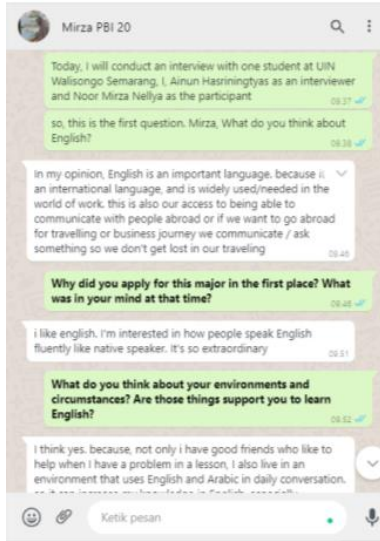 Mirza PBI 20
Today, I will conduct an interview with one student at UIN
Walisongo Semarang, I, Ainun Hasriningtyas as an interviewer
and Noor Mirza Nellya as the participant
09.37
so, this is the first question. Mirza, What do you think about
English?
09.38
In my opinion, English is an important language. because it
an international language, and is widely used/needed in the
world of work. this is also our access to being able to
communicate with people abroad or if we want to go abroad
for travelling or business journey we communicate / ask
something so we don't get lost in our traveling
09.46
Why did you apply for this major in the first place? What
was in your mind at that time?
09.48
i like english. I'm interested in how people speak English
fluently like native speaker. It's so extraordinary
09.51
What do you think about your environments and
circumstances? Are those things support you to learn
English?
09.52
I think yes. because, not only i have good friends who like to
help when I have a problem in a lesson, I also live in an
environment that uses English and Arabic in daily conversation.
Ketik pesan